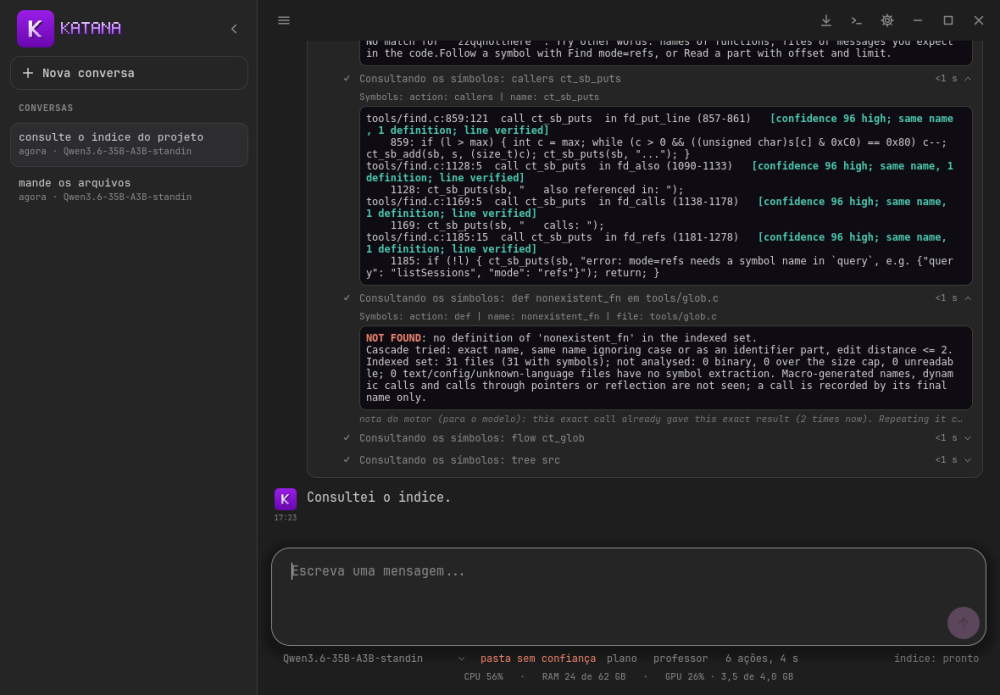 KATANA
+ Nova conversa
CONVERSAS
consulte o indice do projeto
agora · Qwen3.6-35B-A3B-standin
mande os arquivos
agora · Qwen3.6-35B-A3B-standin
in the code.Follow a symbol with Find mode=refs, or Read a part with offset and limit.
✓ Consultando os símbolos: callers ct_sb_puts <1 s
Symbols: action: callers | name: ct_sb_puts
tools/find.c:859:121  call ct_sb_puts  in fd_put_line (857-861)   [confidence 96 high; same name
, 1 definition; line verified]
    859: if (l > max) { int c = max; while (c > 0 && ((unsigned char)s[c] & 0xC0) == 0x80) c--;
ct_sb_add(sb, s, (size_t)c); ct_sb_puts(sb, "..."); }
tools/find.c:1128:5  call ct_sb_puts  in fd_also (1090-1133)   [confidence 96 high; same name, 1
definition; line verified]
    1128: ct_sb_puts(sb, "   also referenced in: ");
tools/find.c:1169:5  call ct_sb_puts  in fd_calls (1138-1178)   [confidence 96 high; same name,
1 definition; line verified]
    1169: ct_sb_puts(sb, "   calls: ");
tools/find.c:1185:15  call ct_sb_puts  in fd_refs (1181-1278)   [confidence 96 high; same name,
1 definition; line verified]
    1185: if (!l) { ct_sb_puts(sb, "error: mode=refs needs a symbol name in `query`, e.g. {"quer
y": "listSessions", "mode": "refs"}"); return; }
✓ Consultando os símbolos: def nonexistent_fn em tools/glob.c <1 s
Symbols: action: def | name: nonexistent_fn | file: tools/glob.c
NOT FOUND: no definition of 'nonexistent_fn' in the indexed set.
Cascade tried: exact name, same name ignoring case or as an identifier part, edit distance <= 2.
Indexed set: 31 files (31 with symbols); not analysed: 0 binary, 0 over the size cap, 0 unreadab
le; 0 text/config/unknown-language files have no symbol extraction. Macro-generated names, dynam
ic calls and calls through pointers or reflection are not seen; a call is recorded by its final
name only.
nota do motor (para o modelo): this exact call already gave this exact result (2 times now). Repeating it c…
✓ Consultando os símbolos: flow ct_glob <1 s
✓ Consultando os símbolos: tree src <1 s
K Consultei o indice.
17:23
Escreva uma mensagem...
Qwen3.6-35B-A3B-standin pasta sem confiança plano professor 6 ações, 4 s índice: pronto
CPU 56% · RAM 24 de 62 GB · GPU 26% · 3,5 de 4,0 GB